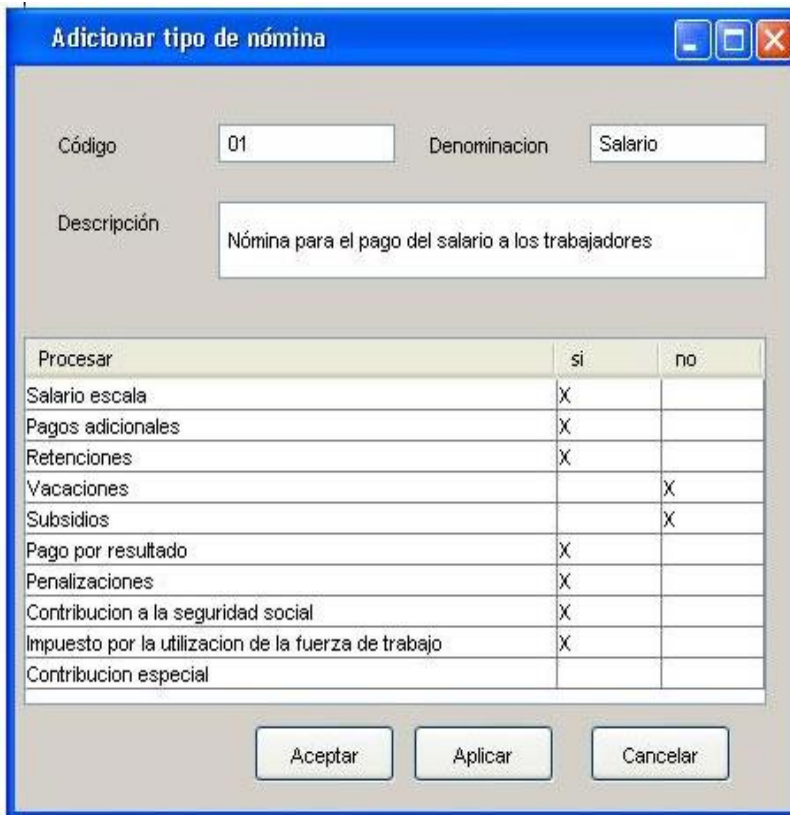 Adicionar tipo de nómina
Código 01 Denominacion Salario
Descripción Nómina para el pago del salario a los trabajadores
Procesar si no
Salario escala X
Pagos adicionales X
Retenciones X
Vacaciones X
Subsidios X
Pago por resultado X
Penalizaciones X
Contribucion a la seguridad social X
Impuesto por la utilizacion de la fuerza de trabajo X
Contribucion especial
Aceptar Aplicar Cancelar